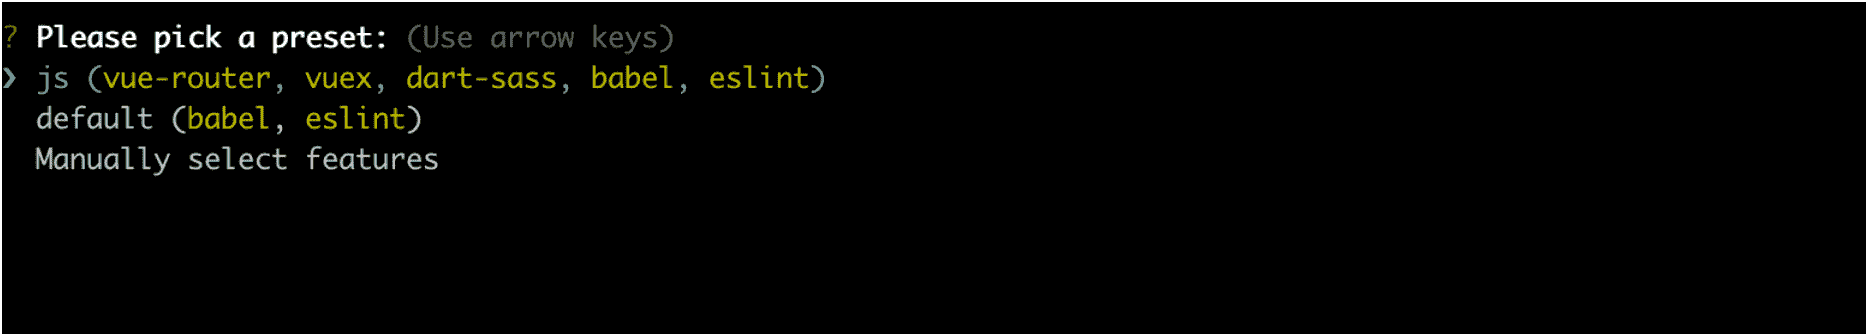 ? Please pick a preset: (Use arrow keys)
❯ js (vue-router, vuex, dart-sass, babel, eslint)
default (babel, eslint)
Manually select features